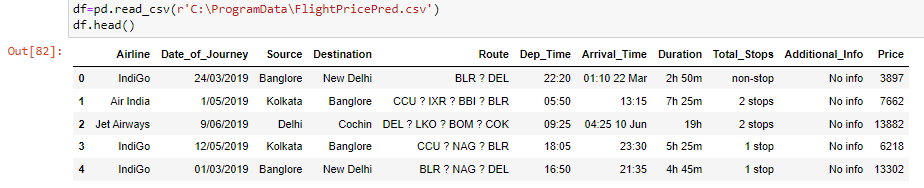 df=pd.read_csv(r'C:\ProgramData\FlightPricePred.csv')
df.head()
Out[82]:
Airline Date_of_Journey Source Destination Route Dep_Time Arrival_Time Duration Total_Stops Additional_Info Price
0 IndiGo 24/03/2019 Banglore New Delhi BLR ? DEL 22:20 01:10 22 Mar 2h 50m non-stop No info 3897
1 Air India 1/05/2019 Kolkata Banglore CCU ? IXR ? BBI ? BLR 05:50 13:15 7h 25m 2 stops No info 7662
2 Jet Airways 9/06/2019 Delhi Cochin DEL ? LKO ? BOM ? COK 09:25 04:25 10 Jun 19h 2 stops No info 13882
3 IndiGo 12/05/2019 Kolkata Banglore CCU ? NAG ? BLR 18:05 23:30 5h 25m 1 stop No info 6218
4 IndiGo 01/03/2019 Banglore New Delhi BLR ? NAG ? DEL 16:50 21:35 4h 45m 1 stop No info 13302